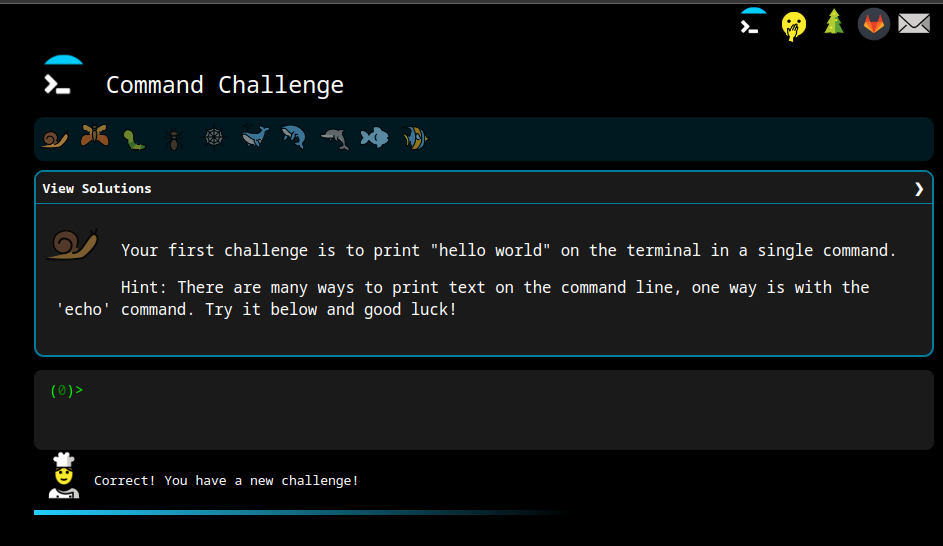 Command Challenge
View Solutions
Your first challenge is to print "hello world" on the terminal in a single command.
Hint: There are many ways to print text on the command line, one way is with the
'echo' command. Try it below and good luck!
(0)>
Correct! You have a new challenge!